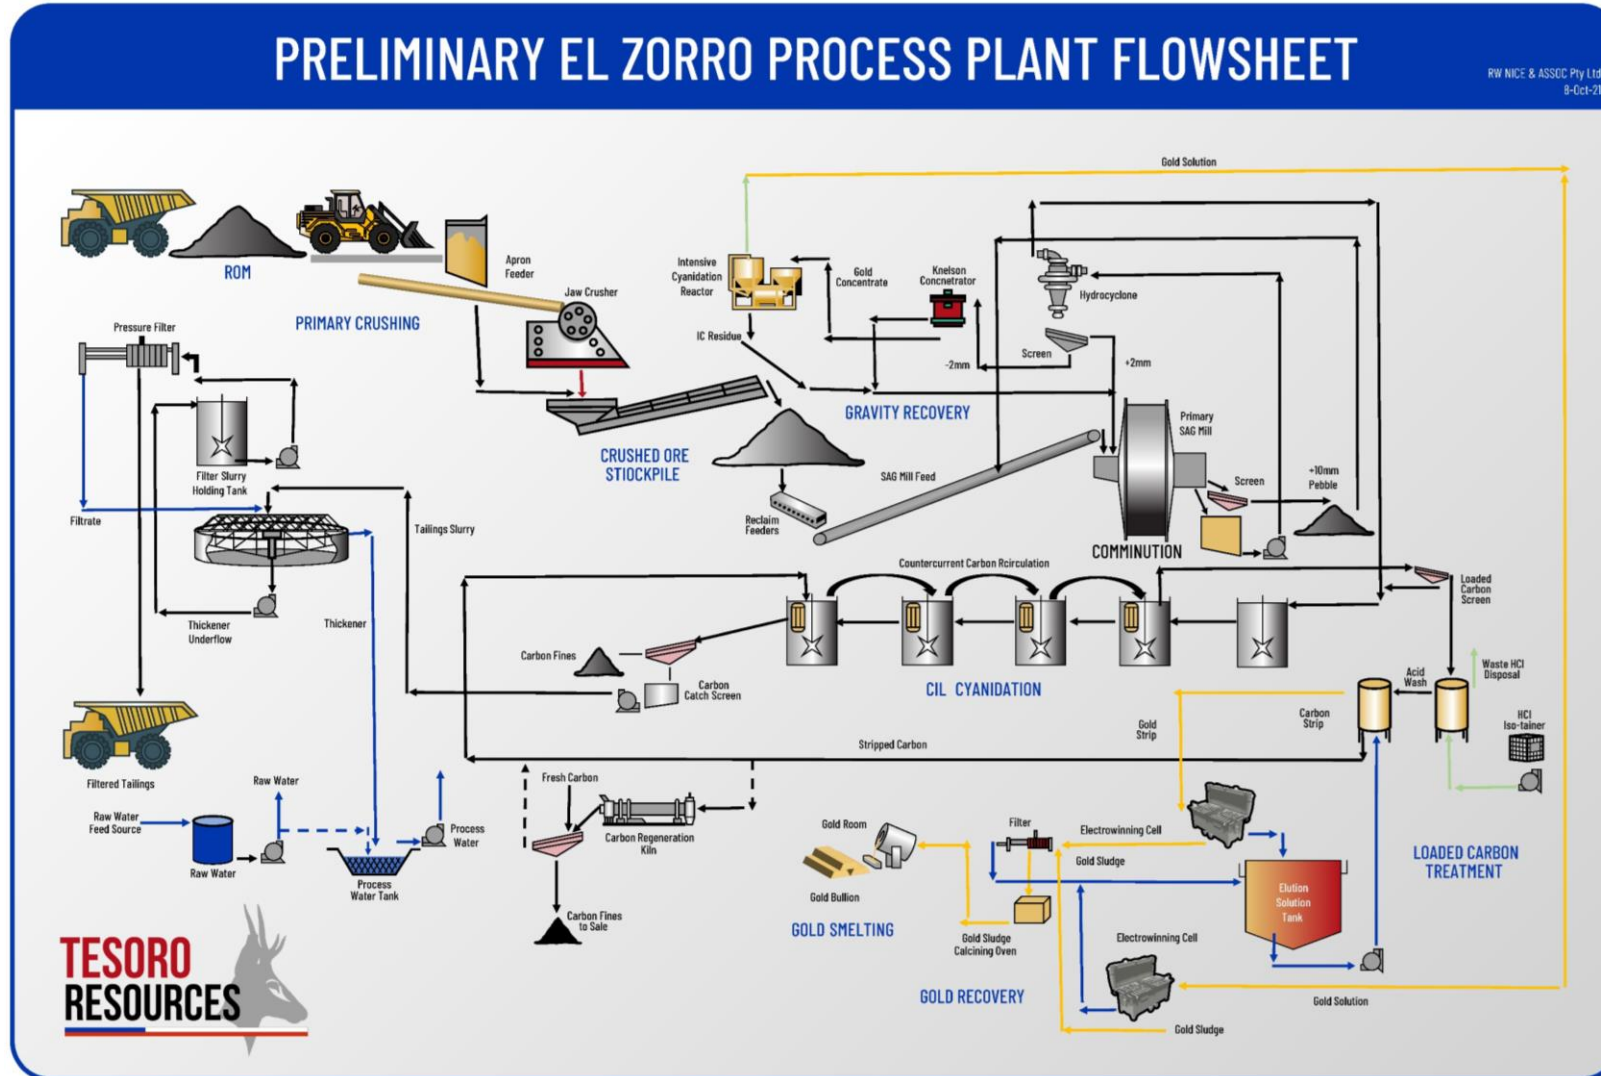 PRELIMINARY EL ZORRO PROCESS PLANT FLOWSHEET
RW NICE & ASSOC Pty Ltd
8-Oct-21
Gold Solution
ROM
Apron
Feeder
PRIMARY CRUSHING
Jaw Crusher
Intensive
Cyanidation
Reactor
Gold
Concentrate
Knelson
Concnetrator
Hydrocyclone
IC Residue
-2mm
Screen
+2mm
GRAVITY RECOVERY
Pressure Filter
Filter Slurry
Holding Tank
Filtrate
Tailings Slurry
CRUSHED ORE
STIOCKPILE
Reclaim
Feeders
SAG Mill Feed
Primary
SAG Mill
Screen
+10mm
Pebble
COMMINUTION
Thickener
Underflow
Thickener
Countercurrent Carbon Rcirculation
Loaded
Carbon
Screen
Carbon Fines
Carbon
Catch Screen
CIL CYANIDATION
Gold
Strip
Carbon
Strip
Acid
Wash
Waste HCl
Disposal
HCl
Iso-tainer
Stripped Carbon
Filtered Tailings
Raw Water
Feed Source
Raw Water
Raw Water
Process
Water
Process
Water Tank
Fresh Carbon
Carbon Regeneration
Kiln
Carbon Fines
to Sale
Gold Room
Gold Bullion
GOLD SMELTING
Filter
Electrowinning Cell
Gold Sludge
Gold Sludge
Calcining Oven
Elution
Solution
Tank
LOADED CARBON
TREATMENT
Electrowinning Cell
GOLD RECOVERY
Gold Solution
Gold Sludge
TESORO
RESOURCES